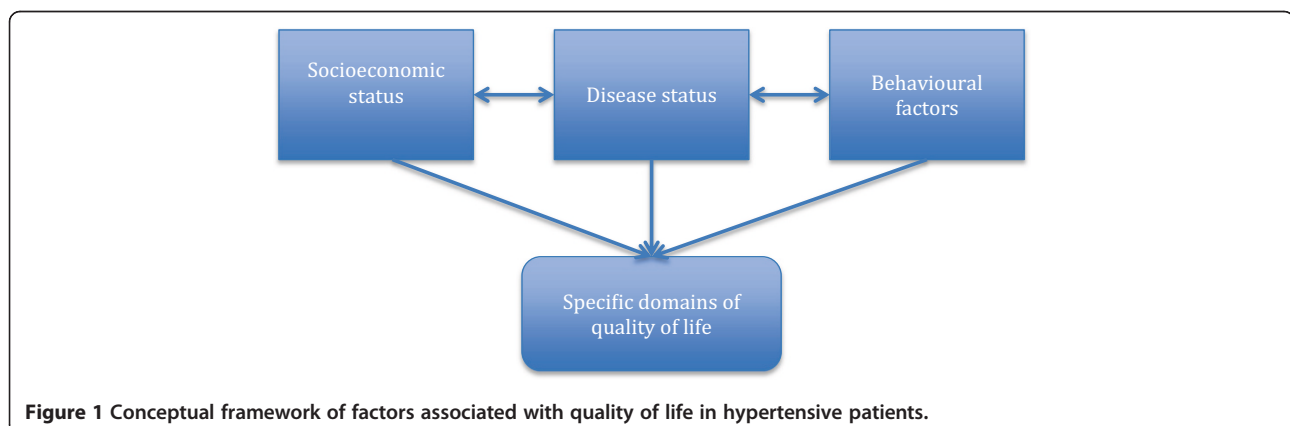 Socioeconomic
status
Disease status
Behavioural
factors
Specific domains of
quality of life
Figure 1 Conceptual framework of factors associated with quality of life in hypertensive patients.